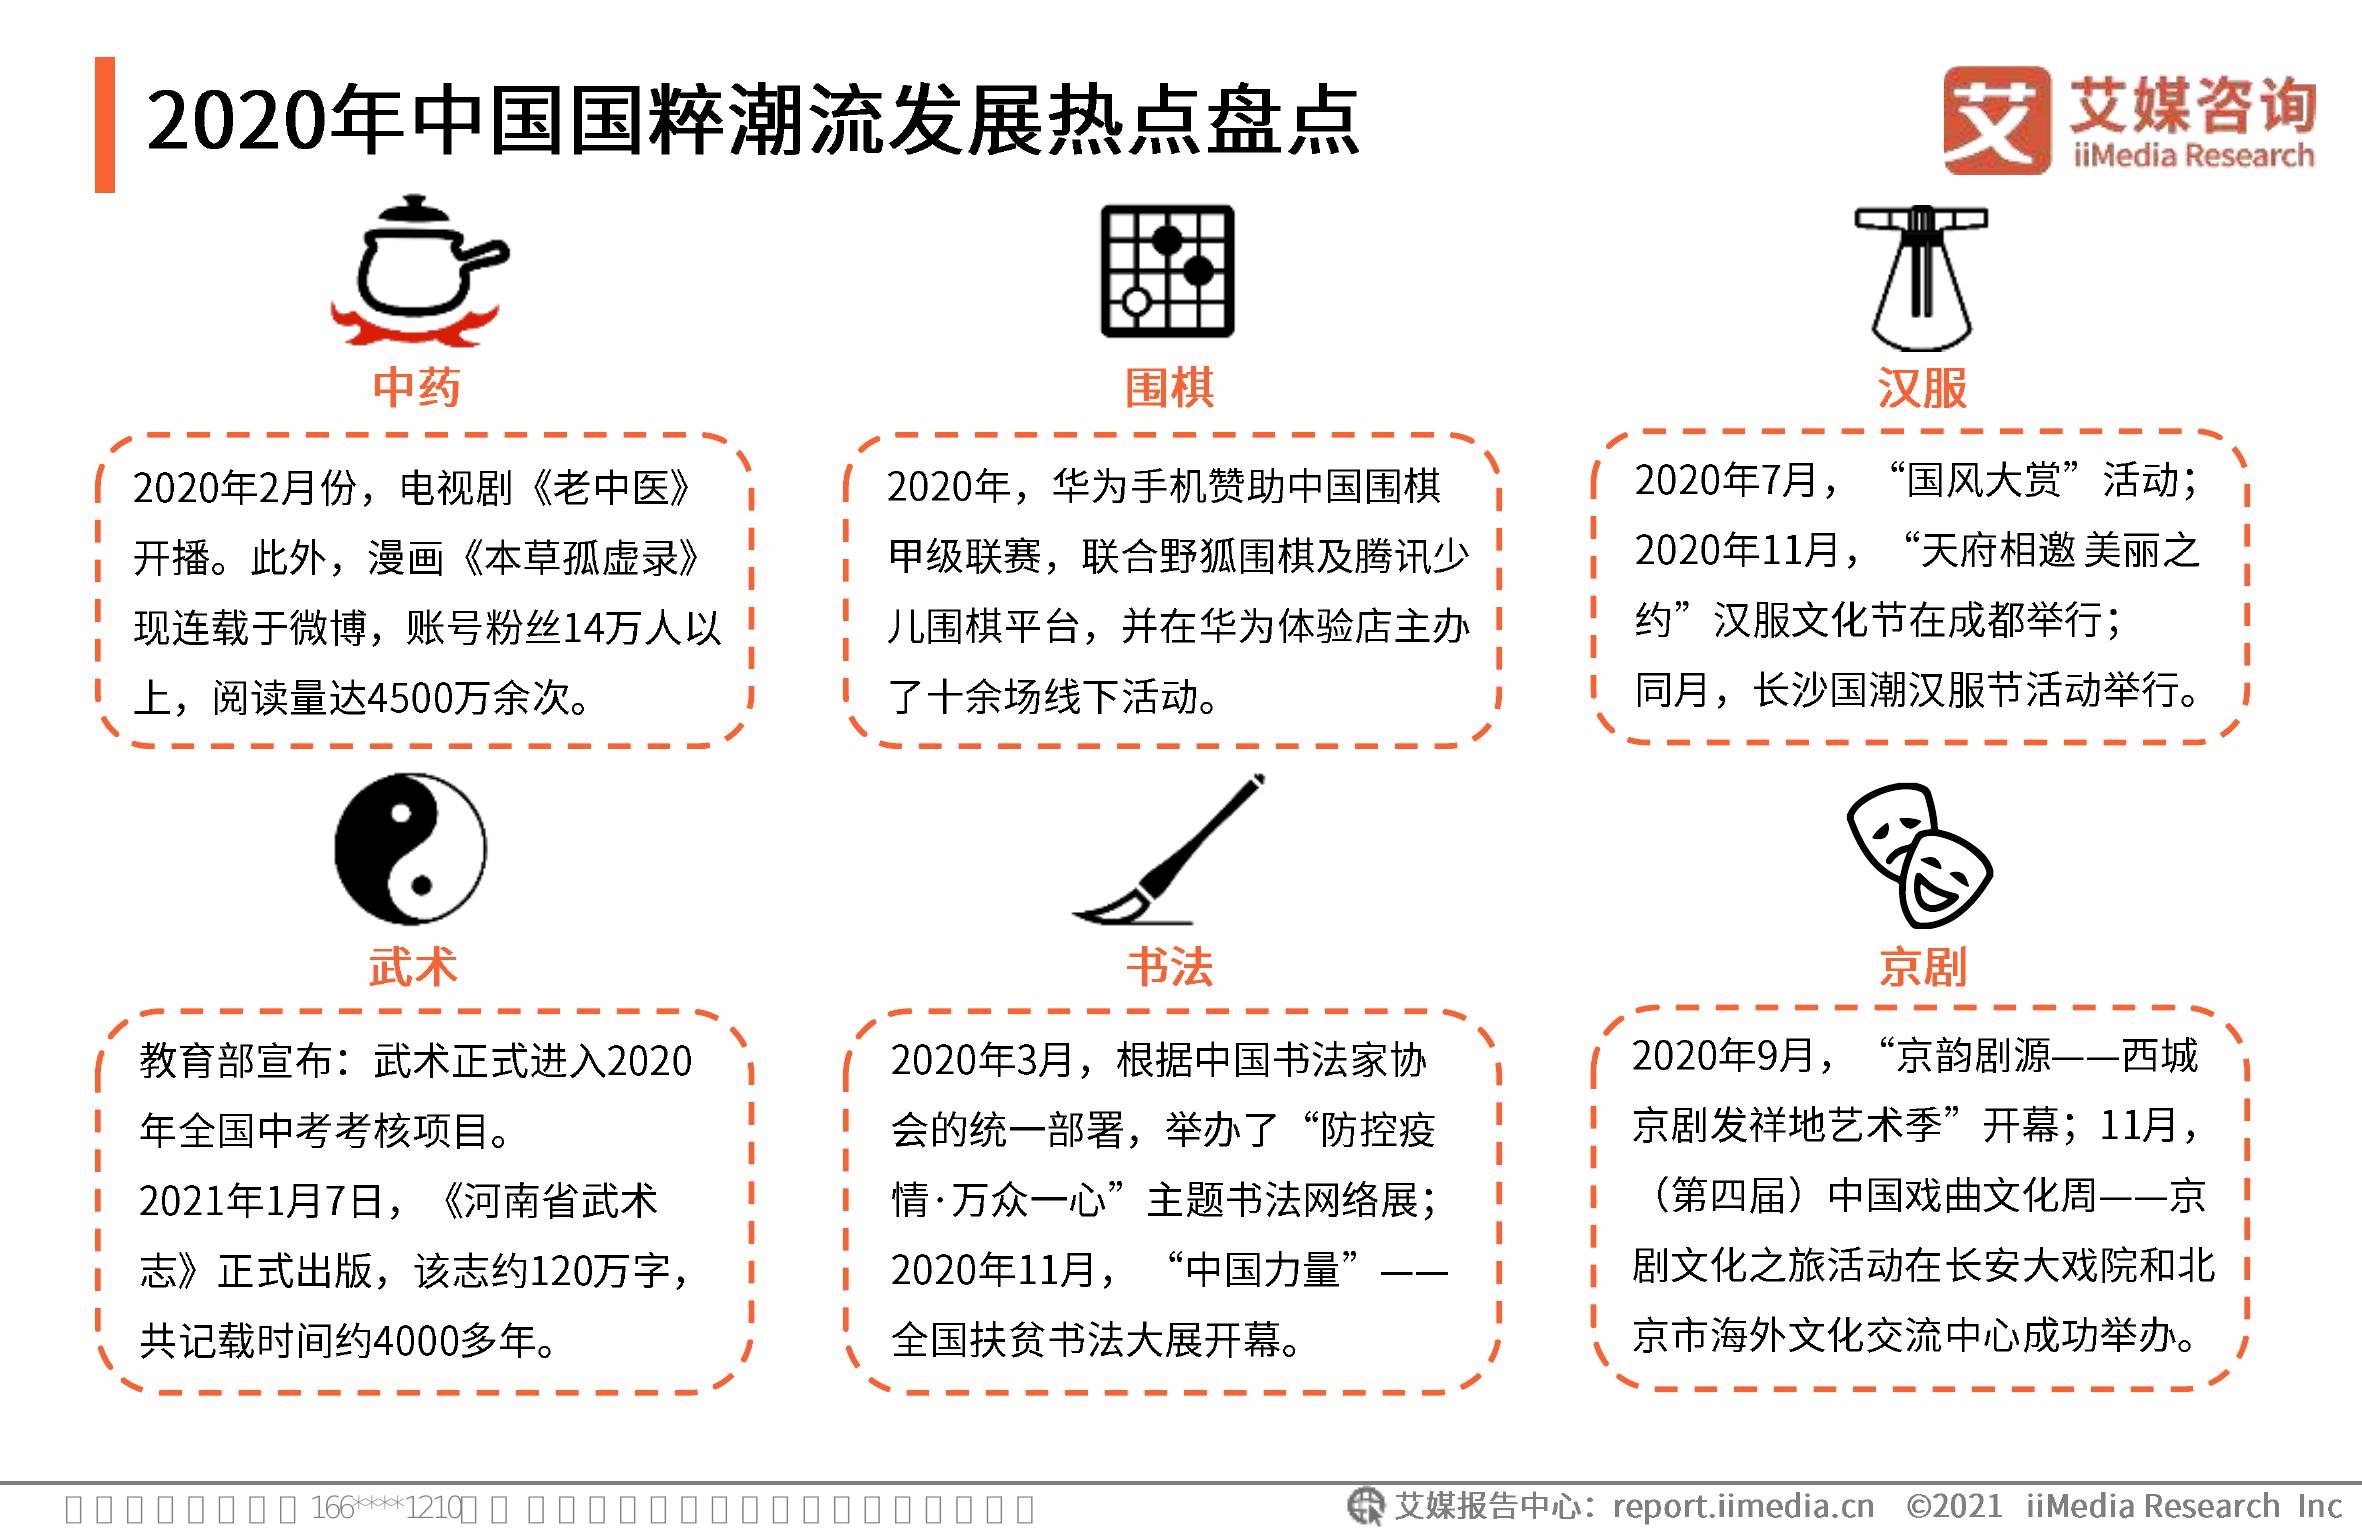 2020年中国国粹潮流发展热点盘点
艾媒咨询
iiMedia Research
中药
2020年2月份，电视剧《老中医》
开播。此外，漫画《本草孤虚录》
现连载于微博，账号粉丝14万人以
上，阅读量达4500万余次。
围棋
2020年，华为手机赞助中国围棋
甲级联赛，联合野狐围棋及腾讯少
儿围棋平台，并在华为体验店主办
了十余场线下活动。
汉服
2020年7月，“国风大赏”活动；
2020年11月，“天府相邀 美丽之
约”汉服文化节在成都举行；
同月，长沙国潮汉服节活动举行。
武术
教育部宣布：武术正式进入2020
年全国中考考核项目。
2021年1月7日，《河南省武术
志》正式出版，该志约120万字，
共记载时间约4000多年。
书法
2020年3月，根据中国书法家协
会的统一部署，举办了“防控疫
情·万众一心”主题书法网络展；
2020年11月，“中国力量”——
全国扶贫书法大展开幕。
京剧
2020年9月，“京韵剧源——西城
京剧发祥地艺术季”开幕；11月，
（第四届）中国戏曲文化周——京
剧文化之旅活动在长安大戏院和北
京市海外文化交流中心成功举办。
166****1210
艾媒报告中心：report.iimedia.cn ©2021 iiMedia Research Inc